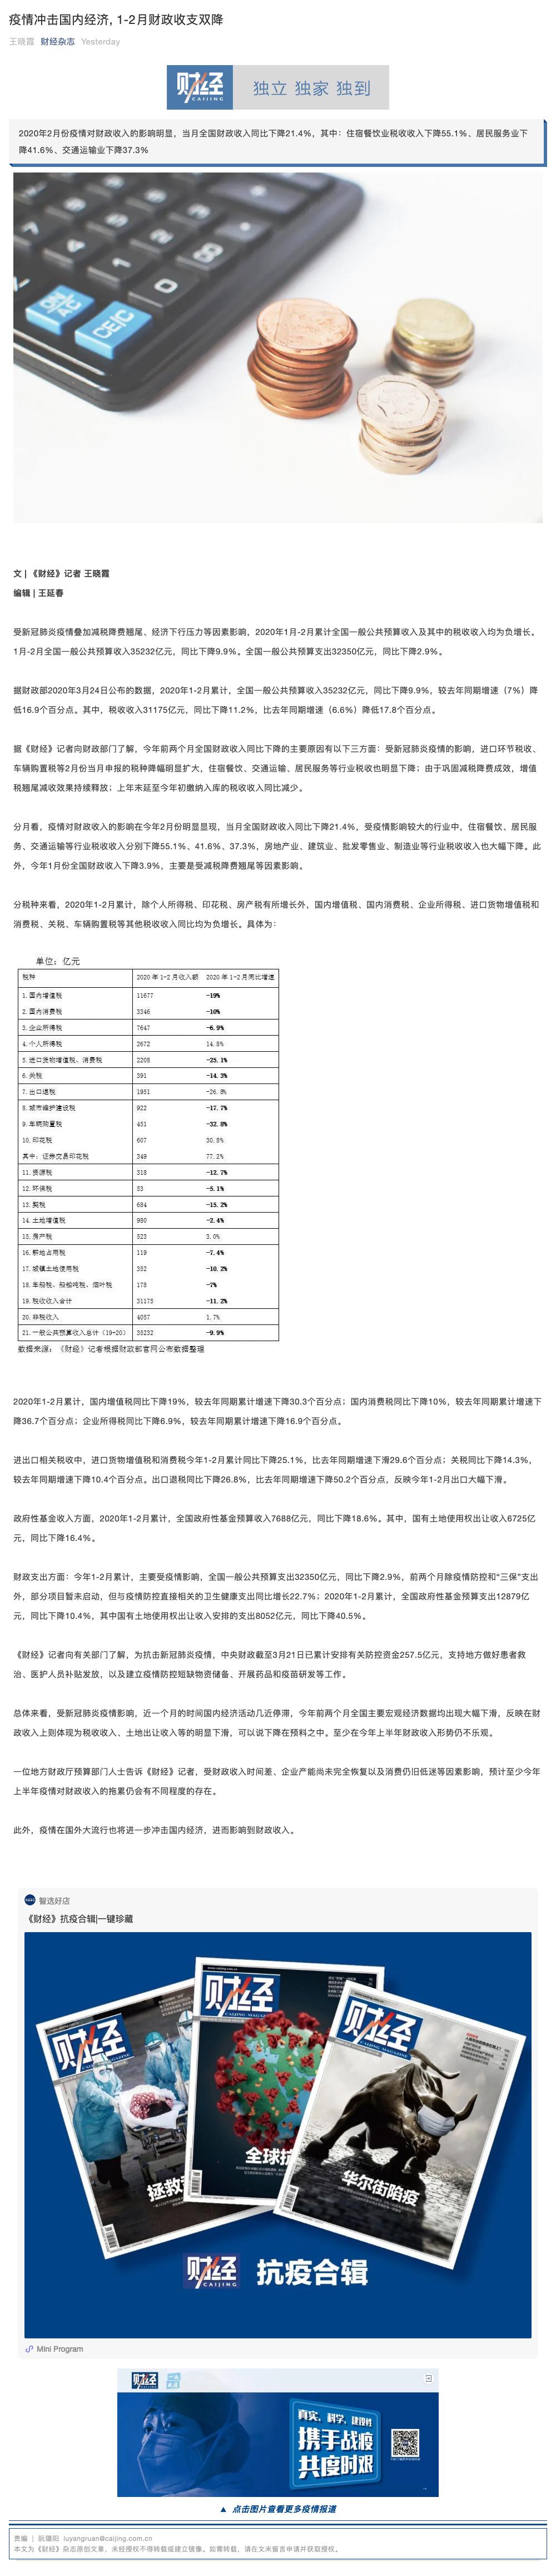 疫情冲击国内经济, 1-2月财政收支双降
王晓霞 财经杂志 Yesterday
财经
CAIJING
独立 独家 独到
2020年2月份疫情对财政收入的影响明显，当月全国财政收入同比下降21.4%，其中：住宿餐饮业税收收入下降55.1%、居民服务业下
降41.6%、交通运输业下降37.3%
ON
CE/C
文 | 《财经》记者 王晓霞
编辑 | 王延春
受新冠肺炎疫情叠加减税降费翘尾、经济下行压力等因素影响，2020年1月-2月累计全国一般公共预算收入及其中的税收收入均为负增长。
1月-2月全国一般公共预算收入35232亿元，同比下降9.9%。全国一般公共预算支出32350亿元，同比下降2.9%。
据财政部2020年3月24日公布的数据，2020年1-2月累计，全国一般公共预算收入35232亿元，同比下降9.9%，较去年同期增速（7%）降
低16.9个百分点。其中，税收收入31175亿元，同比下降11.2%，比去年同期增速（6.6%）降低17.8个百分点。
据《财经》记者向财政部门了解，今年前两个月全国财政收入同比下降的主要原因有以下三方面：受新冠肺炎疫情的影响，进口环节税收、
车辆购置税等2月份当月申报的税种降幅明显扩大，住宿餐饮、交通运输、居民服务等行业税收也明显下降；由于巩固减税降费成效，增值
税翘尾减收效果持续释放；上年末延至今年初缴纳入库的税收收入同比减少。
分月看，疫情对财政收入的影响在今年2月份明显显现，当月全国财政收入同比下降21.4%，受疫情影响较大的行业中，住宿餐饮、居民服
务、交通运输等行业税收收入分别下降55.1%、41.6%、37.3%，房地产业、建筑业、批发零售业、制造业等行业税收收入也大幅下降。此
外，今年1月份全国财政收入下降3.9%，主要是受减税降费翘尾等因素影响。
分税种来看，2020年1-2月累计，除个人所得税、印花税、房产税有所增长外，国内增值税、国内消费税、企业所得税、进口货物增值税和
消费税、关税、车辆购置税等其他税收收入同比均为负增长。具体为：
单位：亿元
税种 2020年1-2月收入额 2020年1-2月同比增速
1.国内增值税 11677 -19%
2.国内消费税 3346 -10%
3.企业所得税 7647 -6.9%
4.个人所得税 2672 14.8%
5.进口货物增值税、消费税 2208 -25.1%
6.关税 391 -14.3%
7.出口退税 1951 -26.8%
8.城市维护建设税 922 -17.7%
9.车辆购置税 451 -32.8%
10.印花税 607 30.8%
其中：证券交易印花税 349 77.2%
11.资源税 318 -12.7%
12.环保税 53 -5.1%
13.契税 684 -15.2%
14.土地增值税 980 -2.4%
15.房产税 523 3.0%
16.耕地占用税 119 -7.4%
17.城镇土地使用税 352 -10.2%
18.车船税、船舶吨税、烟叶税 178 -7%
19.税收收入合计 31175 -11.2%
20.非税收入 4057 1.7%
21.一般公共预算收入总计（19-20） 35232 -9.9%
数据来源：《财经》记者根据财政部官网公布数据整理
2020年1-2月累计，国内增值税同比下降19%，较去年同期累计增速下降30.3个百分点；国内消费税同比下降10%，较去年累计增速下
降36.7个百分点；企业所得税同比下降6.9%，较去年同期累计增速下降16.9个百分点。
进出口相关税收中，进口货物增值税和消费税今年1-2月累计同比下降25.1%，比去年同期增速下滑29.6个百分点；关税同比下降14.3%，
较去年同期增速下降10.4个百分点。出口退税同比下降26.8%，比去年同期增速下降50.2个百分点，反映今年1-2月出口大幅下滑。
政府性基金收入方面，2020年1-2月累计，全国政府性基金预算收入7688亿元，同比下降18.6%。其中，国有土地使用权出让收入6725亿
元，同比下降16.4%。
财政支出方面：今年1-2月累计，主要受疫情影响，全国一般公共预算支出32350亿元，同比下降2.9%，前两个月除疫情防控和“三保”支出
外，部分项目暂未启动，但与疫情防控直接相关的卫生健康支出同比增长22.7%；2020年1-2月累计，全国政府性基金预算支出12879亿
元，同比下降10.4%，其中国有土地使用权出让收入安排的支出8052亿元，同比下降40.5%。
《财经》记者向有关部门了解，为抗击新冠肺炎疫情，中央财政截至3月21日已累计安排有关防控资金257.5亿元，支持地方做好患者救
治、医护人员补贴发放，以及建立疫情防控短缺物资储备、开展药品和疫苗研发等工作。
总体来看，受新冠肺炎疫情影响，近一个月的时间国内经济活动几近停滞，今年前两个月全国主要宏观经济数据均出现大幅下滑，反映在财
政收入上则体现为税收收入、土地出让收入等的明显下滑，可以说下降在预料之中。至少在今年上半年财政收入形势仍不乐观。
一位地方财政厅预算部门人士告诉《财经》记者，受财政收入时间差、企业产能尚未完全恢复以及消费仍旧低迷等因素影响，预计至少今年
上半年疫情对财政收入的拖累仍会有不同程度的存在。
此外，疫情在国外大流行也将进一步冲击国内经济，进而影响到财政收入。
智选好店
《财经》抗疫合辑|一键珍藏
财经
财经
财经
拯救
全球抗
华尔街陷疫
财经
CAIJING
抗疫合辑
Mini Program
财经
真实、科学、建设性
携手战疫
共度时艰
▲ 点击图片查看更多疫情报道
责编 | 阮璐阳 luyangruan@caijing.com.cn
本文为《财经》杂志原创文章，未经授权不得转载或建立镜像。如需转载，请在文末留言申请并获取授权。